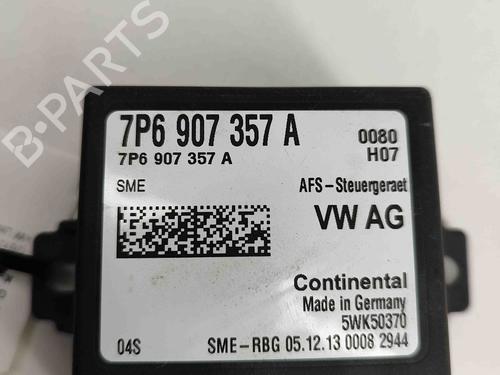 B-PARTS
7P6 907 357 A
0080
7P6 907 357 A
H07
SME
AFS-Steuergeraet
VW AG
Continental
Made in Germany
5WK50370
04S
SME-RBG 05.12.13 0008 2944